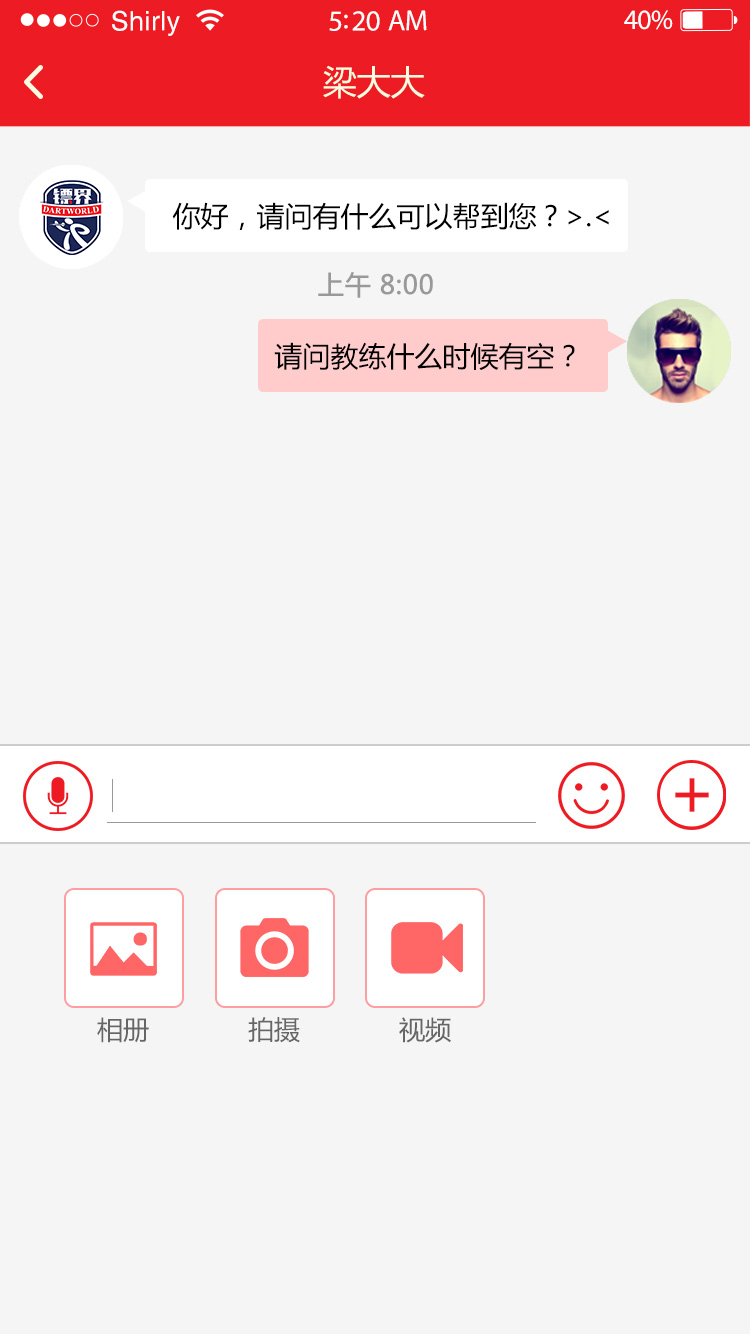 Shirly
5:20 AM
40%
梁大大
镖界
DARTWORLD
你好，请问有什么可以帮到您？>.<
上午 8:00
请问教练什么时候有空？
相册
拍摄
视频